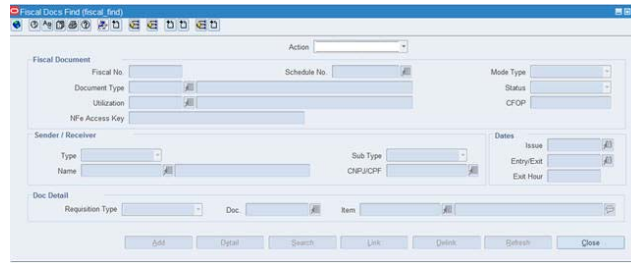 Fiscal Docs Find (fiscal_find)
Action
Fiscal Document
Fiscal No. Schedule No. Mode Type
Document Type Status
Utilization CFOP
NFe Access Key
Sender / Receiver Dates
Issue
Type Sub Type
Entry/Exit
Name CNPJ/CPF
Exit Hour
Doc Detail
Requisition Type Doc. Item
Add Detail Search Link Delink Refresh Close